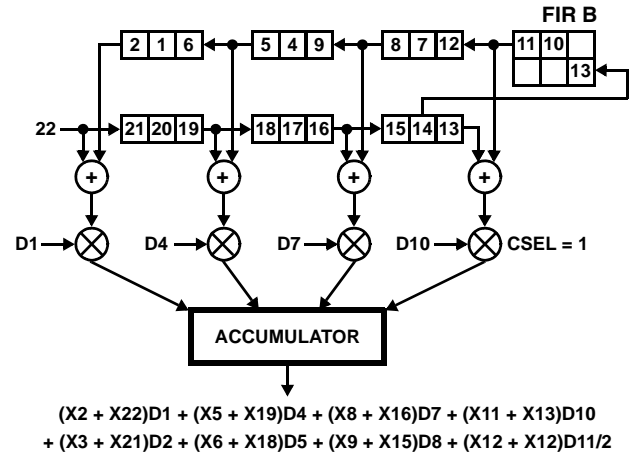 FIR B
2 1 6 5 4 9 8 7 12 11 10
13
22 21 20 19 18 17 16 15 14 13
+ + + +
D1 D4 D7 D10 CSEL = 1
ACCUMULATOR
(X2 + X22)D1 + (X5 + X19)D4 + (X8 + X16)D7 + (X11 + X13)D10
+ (X3 + X21)D2 + (X6 + X18)D5 + (X9 + X15)D8 + (X12 + X12)D11/2